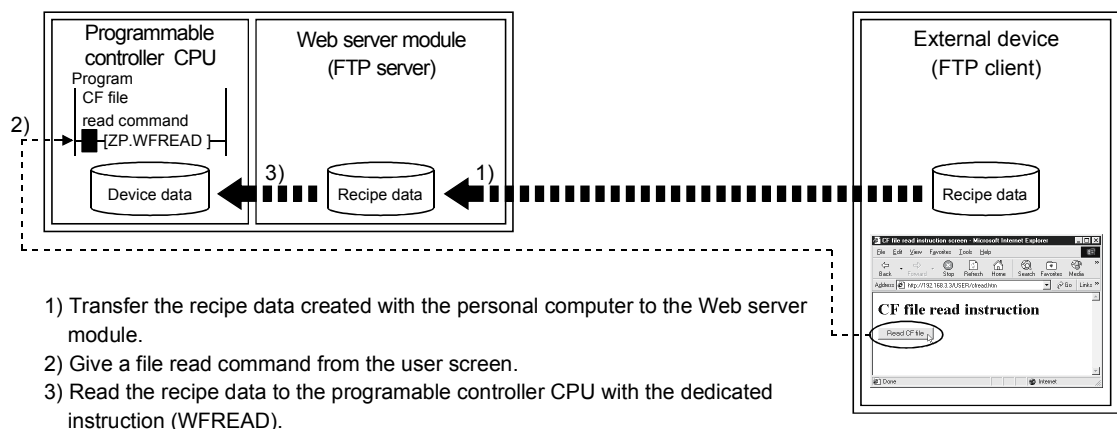 Programmable
controller CPU
Web server module
(FTP server)
External device
(FTP client)
Program
CF file
read command
[ZP.WFREAD ]
2)
3)
1)
Device data
Recipe data
Recipe data
CF file read instruction screen - Microsoft Internet Explorer
File Edit View Favorites Tools Help
Back Forward Stop Refresh Home Search Favorites Media »
Address http://192.168.3.3/USER/cfread.htm Go Links »
CF file read instruction
Read CF file
Done Internet
1) Transfer the recipe data created with the personal computer to the Web server
module.
2) Give a file read command from the user screen.
3) Read the recipe data to the programable controller CPU with the dedicated
instruction (WFREAD).